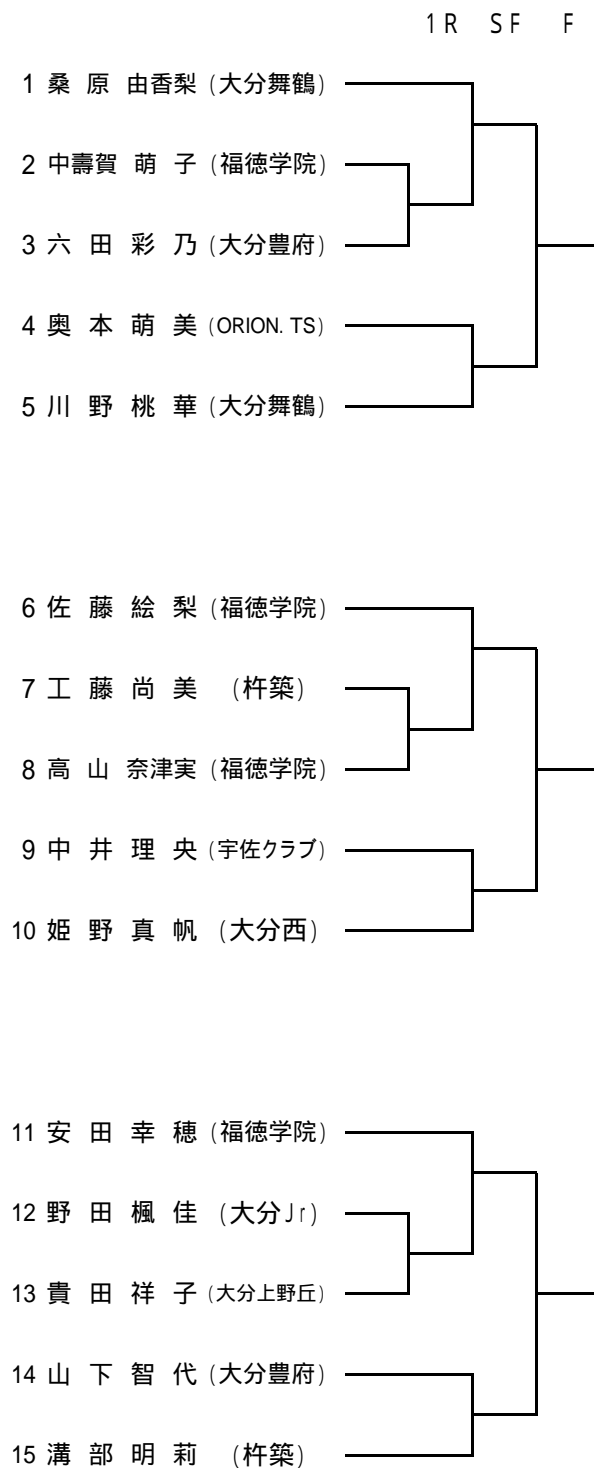 1R SF F
1 桑原 由香梨 (大分舞鶴)
2 中壽賀 萌子 (福徳学院)
3 六田彩乃 (大分豊府)
4 奥本萌美 (ORION.TS)
5 川野桃華 (大分舞鶴)
6 佐藤絵梨 (福徳学院)
7 工藤尚美 (杵築)
8 高山 奈津実 (福徳学院)
9 中井理央 (宇佐クラブ)
10 姫野真帆 (大分西)
11 安田幸穂 (福徳学院)
12 野田楓佳 (大分Jr)
13 貴田祥子 (大分上野丘)
14 山下智代 (大分豊府)
15 溝部明莉 (杵築)